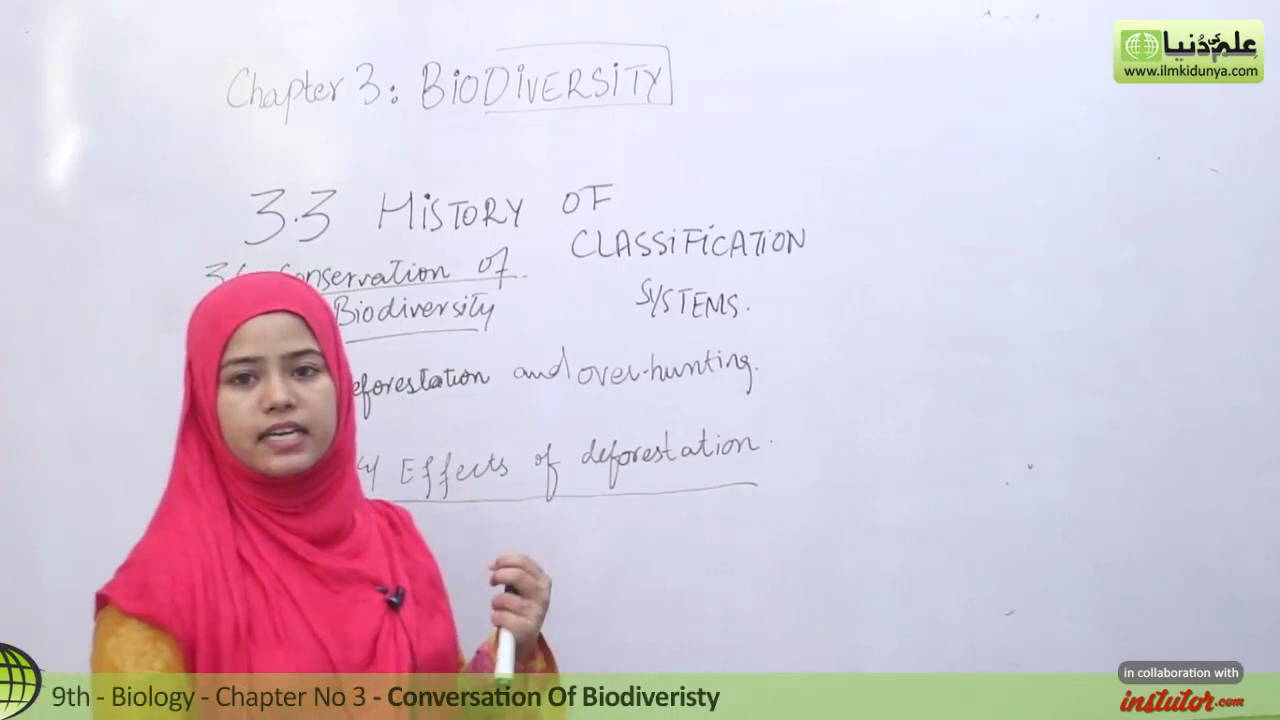 علم کی دُنیا
www.ilmkidunya.com
Chapter 3: BIODIVERSITY
3.3 HISTORY OF
CLASSIFICATION
SYSTEMS.
Conservation of
Biodiversity
eforestation and over-hunting.
Effects of deforestation.
in collaboration with
instutor.com
9th - Biology - Chapter No 3 - Conversation Of Biodiveristy